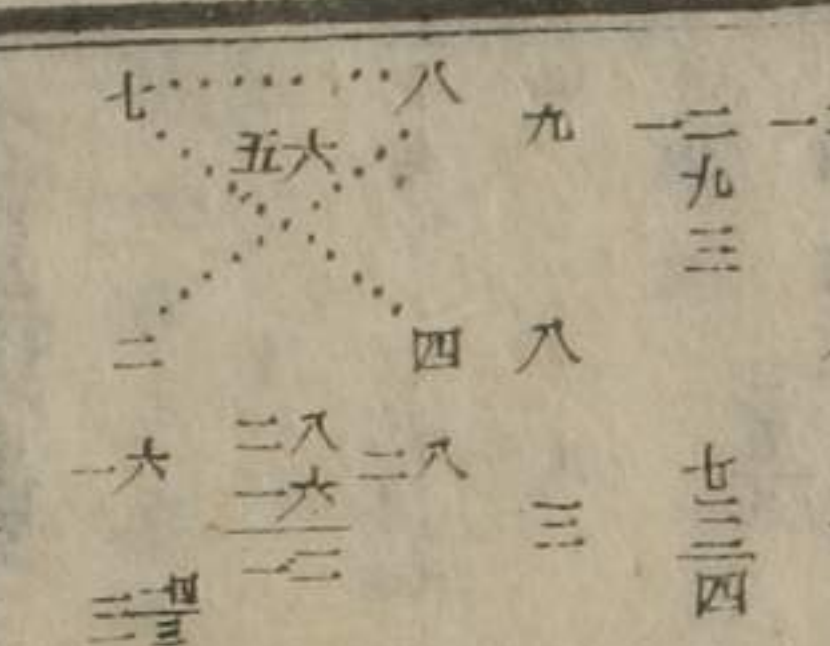 七 八 九 一二 一
五六
九
三
二 四 八
一六 二八 二八 七
一六
三 三
一二 四